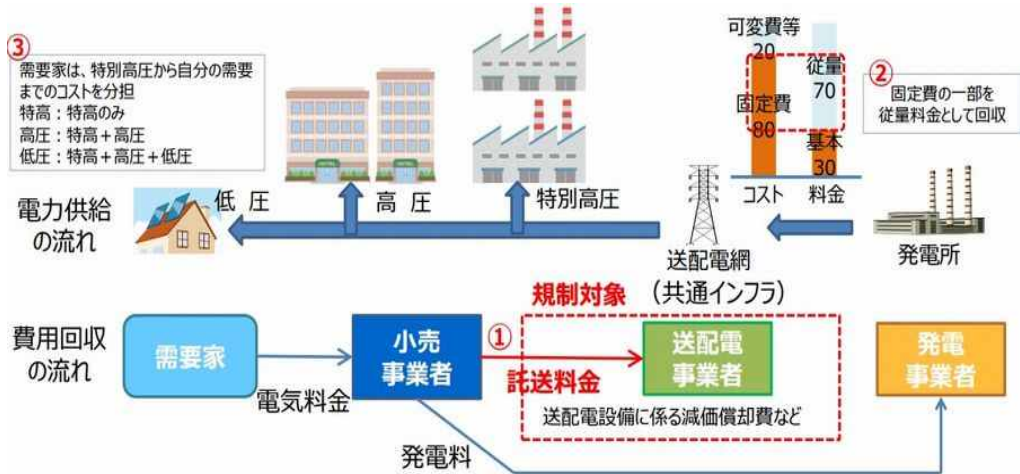 ③
需要家は、特別高圧から自分の需要
までのコストを分担
特高：特高のみ
高圧：特高＋高圧
低圧：特高＋高圧＋低圧
可変費等
20
固定費
80
従量
70
基本
30
コスト
料金
②
固定費の一部を
従量料金として回収
電力供給
の流れ
低 圧
高 圧
特別高圧
送配電網
（共通インフラ）
発電所
費用回収
の流れ
需要家
電気料金
小売
事業者
①
託送料金
規制対象
送配電
事業者
送配電設備に係る減価償却費など
発電
事業者
発電料